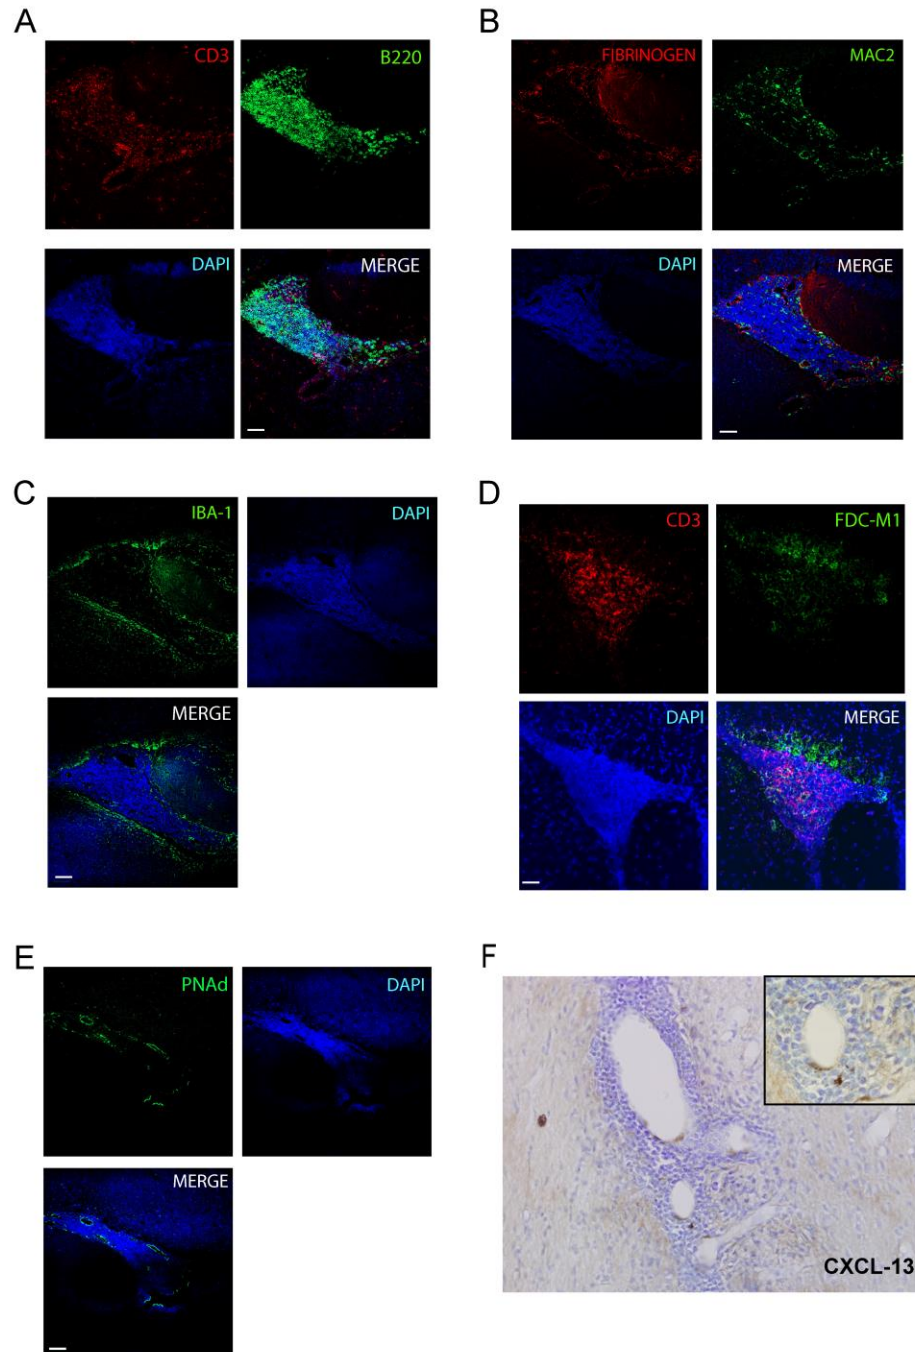 A
CD3
B220
DAPI
MERGE
B
FIBRINOGEN
MAC2
DAPI
MERGE
C
IBA-1
DAPI
MERGE
D
CD3
FDC-M1
DAPI
MERGE
E
PNAd
DAPI
MERGE
F
CXCL-13